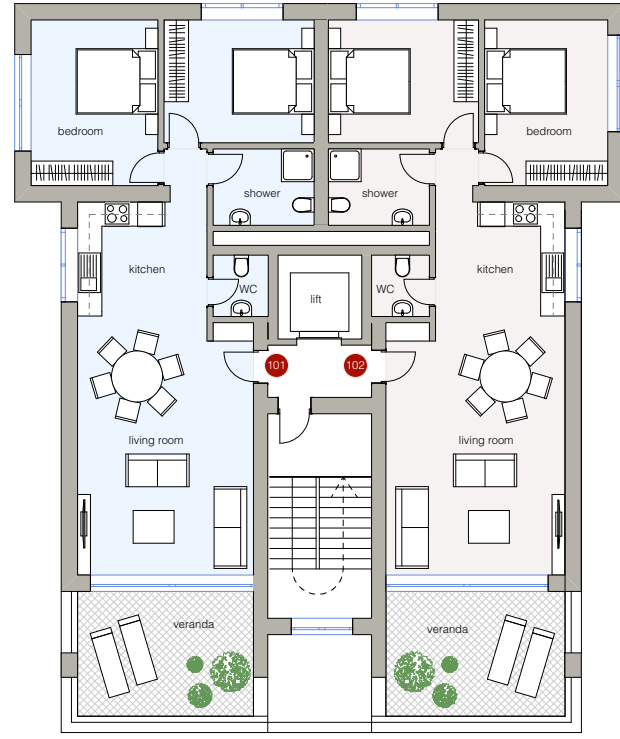 bedroom
bedroom
shower
shower
kitchen
kitchen
WC
WC
lift
101
102
living room
living room
veranda
veranda